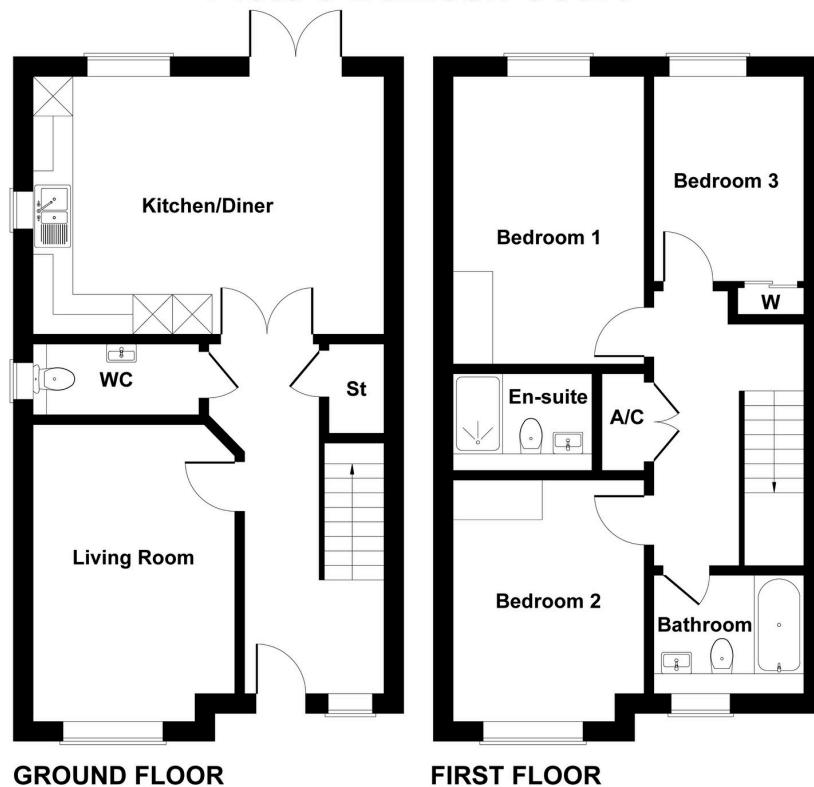 Kitchen/Diner
WC
St
Living Room
GROUND FLOOR
Bedroom 1
Bedroom 3
W
En-suite
A/C
Bedroom 2
Bathroom
FIRST FLOOR